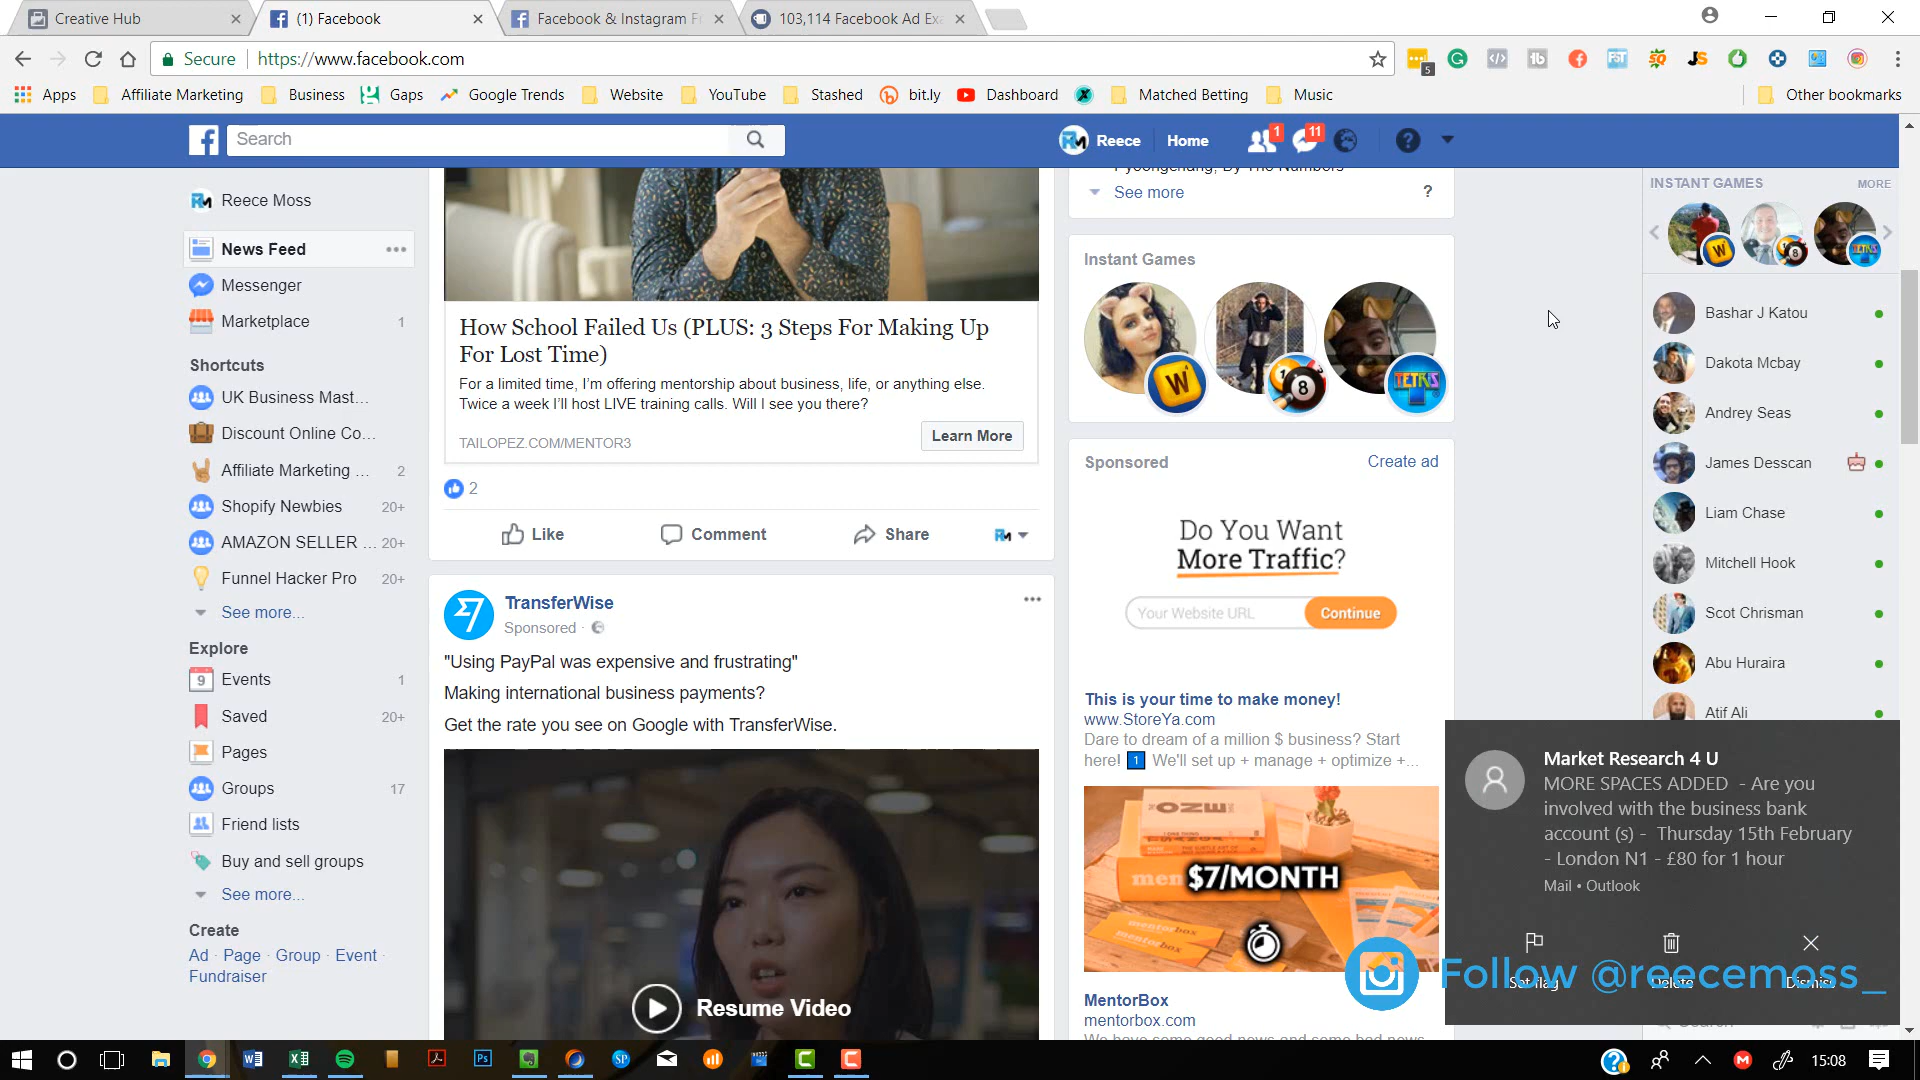 Creative Hub
(1) Facebook
Facebook & Instagram F
103,114 Facebook Ad Exa
Secure
https://www.facebook.com
5
Apps
Affiliate Marketing
Business
Gaps
Google Trends
Website
YouTube
Stashed
bit.ly
Dashboard
Matched Betting
Music
Other bookmarks
Search
Reece
Home
1
11
Reece Moss
News Feed
Messenger
Marketplace 1
Shortcuts
UK Business Mast...
Discount Online Co...
Affiliate Marketing ... 2
Shopify Newbies 20+
AMAZON SELLER ... 20+
Funnel Hacker Pro 20+
See more...
Explore
9
Events 1
Saved 20+
Pages
Groups 17
Friend lists
Buy and sell groups
See more...
Create
Ad · Page · Group · Event ·
Fundraiser
How School Failed Us (PLUS: 3 Steps For Making Up
For Lost Time)
For a limited time, I'm offering mentorship about business, life, or anything else.
Twice a week I'll host LIVE training calls. Will I see you there?
TAILOPEZ.COM/MENTOR3
Learn More
2
Like
Comment
Share
TransferWise
Sponsored ·
"Using PayPal was expensive and frustrating"
Making international business payments?
Get the rate you see on Google with TransferWise.
Resume Video
See more
?
Instant Games
W
8
TETRIS
Sponsored
Create ad
Do You Want
More Traffic?
Your Website URL
Continue
This is your time to make money!
www.StoreYa.com
Dare to dream of a million $ business? Start
here! 1 We'll set up + manage + optimize +...
$7/MONTH
mentorbox
MentorBox
mentorbox.com
INSTANT GAMES
MORE
Bashar J Katou
Dakota Mcbay
Andrey Seas
James Desscan
Liam Chase
Mitchell Hook
Scot Chrisman
Abu Huraira
Atif Ali
Market Research 4 U
MORE SPACES ADDED - Are you
involved with the business bank
account (s) - Thursday 15th February
- London N1 - £80 for 1 hour
Mail • Outlook
Set flag
Delete
Dismiss
Follow @reecemoss_
15:08